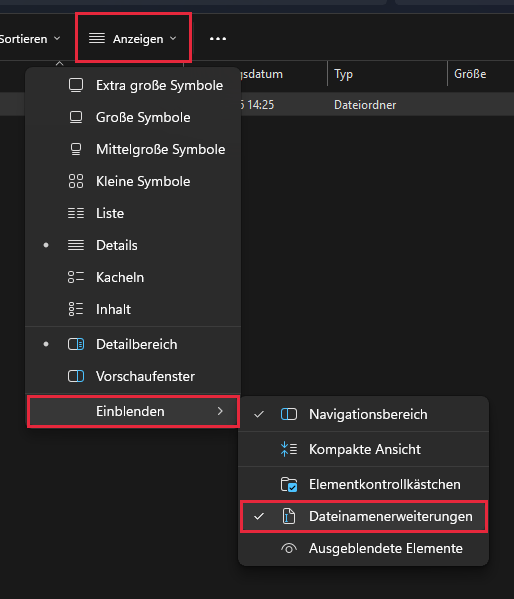 Sortieren Anzeigen
gsdatum Typ Größe
14:25 Dateiordner
Extra große Symbole
Große Symbole
Mittelgroße Symbole
Kleine Symbole
Liste
Details
Kacheln
Inhalt
Detailbereich
Vorschaufenster
Einblenden
Navigationsbereich
Kompakte Ansicht
Elementkontrollkästchen
Dateinamenerweiterungen
Ausgeblendete Elemente